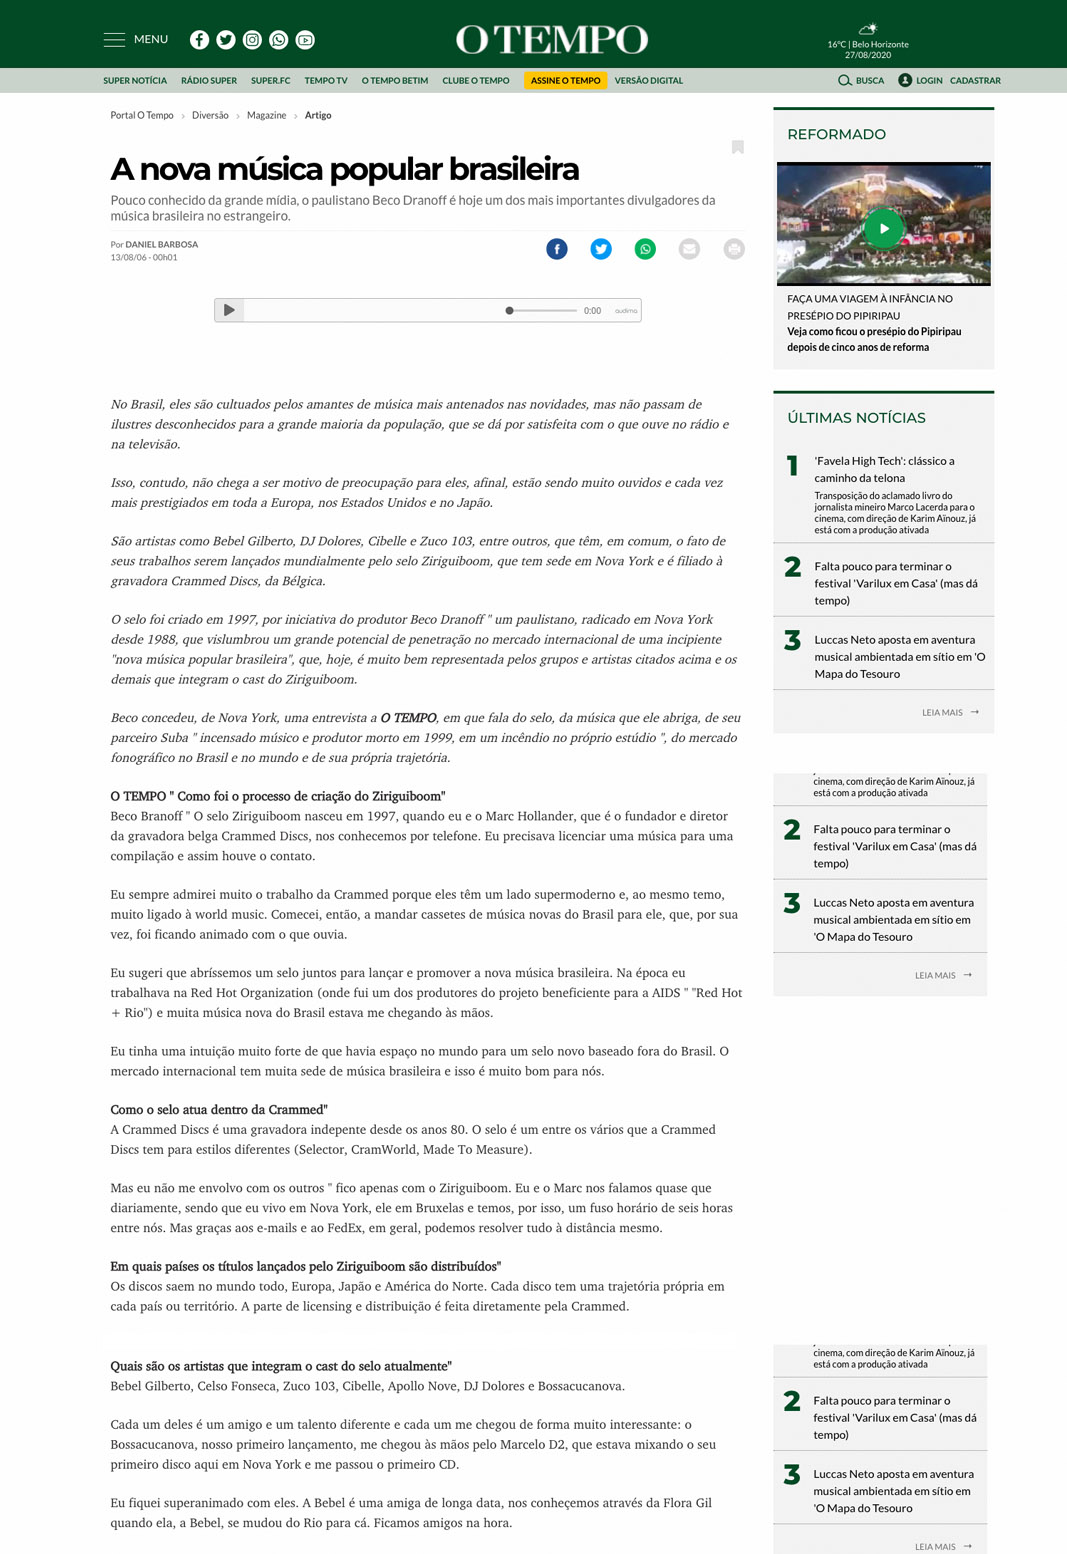 MENU
O TEMPO
16ºC | Belo Horizonte
27/08/2020
SUPER NOTÍCIA RÁDIO SUPER SUPER.FC TEMPO TV O TEMPO BETIM CLUBE O TEMPO ASSINE O TEMPO VERSÃO DIGITAL BUSCA LOGIN CADASTRAR
Portal O Tempo > Diversão > Magazine > Artigo
A nova música popular brasileira
Pouco conhecido da grande mídia, o paulistano Beco Dranoff é hoje um dos mais importantes divulgadores da
música brasileira no estrangeiro.
Por DANIEL BARBOSA
13/08/06 - 00h01
0:00 audima
No Brasil, eles são cultuados pelos amantes de música mais antenados nas novidades, mas não passam de
ilustres desconhecidos para a grande maioria da população, que se dá por satisfeita com o que ouve no rádio e
na televisão.
Isso, contudo, não chega a ser motivo de preocupação para eles, afinal, estão sendo muito ouvidos e cada vez
mais prestigiados em toda a Europa, nos Estados Unidos e no Japão.
São artistas como Bebel Gilberto, DJ Dolores, Cibelle e Zuco 103, entre outros, que têm, em comum, o fato de
seus trabalhos serem lançados mundialmente pelo selo Ziriguiboom, que tem sede em Nova York e é filiado à
gravadora Crammed Discs, da Bélgica.
O selo foi criado em 1997, por iniciativa do produtor Beco Dranoff " um paulistano, radicado em Nova York
desde 1988, que vislumbrou um grande potencial de penetração no mercado internacional de uma incipiente
"nova música popular brasileira", que, hoje, é muito bem representada pelos grupos e artistas citados acima e os
demais que integram o cast do Ziriguiboom.
Beco concedeu, de Nova York, uma entrevista a O TEMPO, em que fala do selo, da música que ele abriga, de seu
parceiro Suba " incensado músico e produtor morto em 1999, em um incêndio no próprio estúdio ", do mercado
fonográfico no Brasil e no mundo e de sua própria trajetória.
O TEMPO " Como foi o processo de criação do Ziriguiboom"
Beco Branoff " O selo Ziriguiboom nasceu em 1997, quando eu e o Marc Hollander, que é o fundador e diretor
da gravadora belga Crammed Discs, nos conhecemos por telefone. Eu precisava licenciar uma música para uma
compilação e assim houve o contato.
Eu sempre admirei muito o trabalho da Crammed porque eles têm um lado supermoderno e, ao mesmo temo,
muito ligado à world music. Comecei, então, a mandar cassetes de música novas do Brasil para ele, que, por sua
vez, foi ficando animado com o que ouvia.
Eu sugeri que abríssemos um selo juntos para lançar e promover a nova música brasileira. Na época eu
trabalhava na Red Hot Organization (onde fui um dos produtores do projeto beneficiente para a AIDS " "Red Hot
+ Rio") e muita música nova do Brasil estava me chegando às mãos.
Eu tinha uma intuição muito forte de que havia espaço no mundo para um selo novo baseado fora do Brasil. O
mercado internacional tem muita sede de música brasileira e isso é muito bom para nós.
Como o selo atua dentro da Crammed"
A Crammed Discs é uma gravadora indepente desde os anos 80. O selo é um entre os vários que a Crammed
Discs tem para estilos diferentes (Selector, CramWorld, Made To Measure).
Mas eu não me envolvo com os outros " fico apenas com o Ziriguiboom. Eu e o Marc nos falamos quase que
diariamente, sendo que eu vivo em Nova York, ele em Bruxelas e temos, por isso, um fuso horário de seis horas
entre nós. Mas graças aos e-mails e ao FedEx, em geral, podemos resolver tudo à distância mesmo.
Em quais países os títulos lançados pelo Ziriguiboom são distribuídos"
Os discos saem no mundo todo, Europa, Japão e América do Norte. Cada disco tem uma trajetória própria em
cada país ou território. A parte de licensing e distribuição é feita diretamente pela Crammed.
Quais são os artistas que integram o cast do selo atualmente"
Bebel Gilberto, Celso Fonseca, Zuco 103, Cibelle, Apollo Nove, DJ Dolores e Bossacucanova.
Cada um deles é um amigo e um talento diferente e cada um me chegou de forma muito interessante: o
Bossacucanova, nosso primeiro lançamento, me chegou às mãos pelo Marcelo D2, que estava mixando o seu
primeiro disco aqui em Nova York e me passou o primeiro CD.
Eu fiquei superanimado com eles. A Bebel é uma amiga de longa data, nos conheçemos através da Flora Gil
quando ela, a Bebel, se mudou do Rio para cá. Ficamos amigos na hora.
REFORMADO
FAÇA UMA VIAGEM À INFÂNCIA NO
PRESÉPIO DO PIPIRIPAU
Veja como ficou o presépio do Pipiripau
depois de cinco anos de reforma
ÚLTIMAS NOTÍCIAS
1 'Favela High Tech': clássico a
caminho da telona
Transposição do aclamado livro do
jornalista mineiro Marco Lacerda para o
cinema, com direção de Karim Aïnouz, já
está com a produção ativada
2 Falta pouco para terminar o
festival 'Varilux em Casa' (mas dá
tempo)
3 Luccas Neto aposta em aventura
musical ambientada em sítio em 'O
Mapa do Tesouro
LEIA MAIS →
cinema, com direção de Karim Aïnouz, já
está com a produção ativada
2 Falta pouco para terminar o
festival 'Varilux em Casa' (mas dá
tempo)
3 Luccas Neto aposta em aventura
musical ambientada em sítio em
'O Mapa do Tesouro
LEIA MAIS →
cinema, com direção de Karim Aïnouz, já
está com a produção ativada
2 Falta pouco para terminar o
festival 'Varilux em Casa' (mas dá
tempo)
3 Luccas Neto aposta em aventura
musical ambientada em sítio em
'O Mapa do Tesouro
LEIA MAIS →